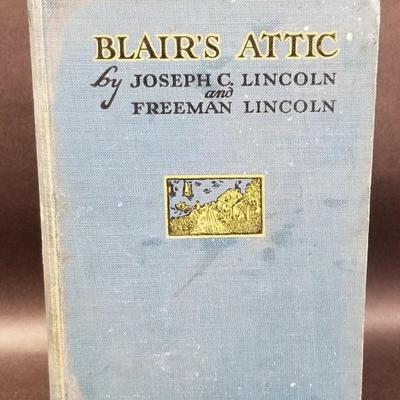 BLAIR'S ATTIC
by JOSEPH C. LINCOLN
and
FREEMAN LINCOLN